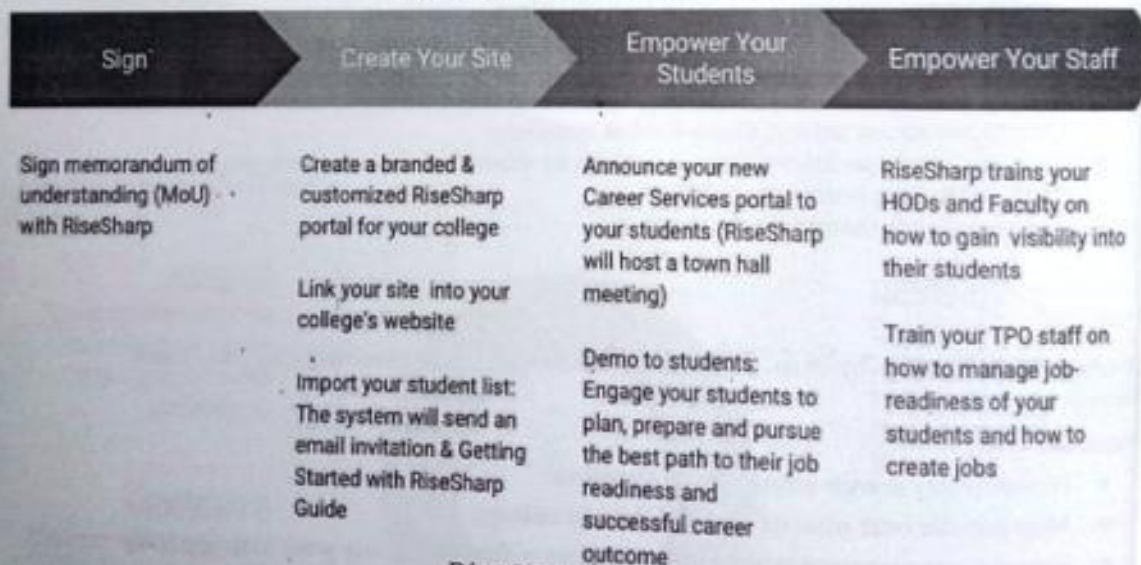 Sign
Create Your Site
Empower Your
Students
Empower Your Staff
Sign memorandum of
understanding (MoU)
with RiseSharp
Create a branded &
customized RiseSharp
portal for your college
Link your site into your
college's website
Import your student list:
The system will send an
email invitation & Getting
Started with RiseSharp
Guide
Announce your new
Career Services portal to
your students (RiseSharp
will host a town hall
meeting)
Demo to students:
Engage your students to
plan, prepare and pursue
the best path to their job
readiness and
successful career
outcome
RiseSharp trains your
HODs and Faculty on
how to gain visibility into
their students
Train your TPO staff on
how to manage job-
readiness of your
students and how to
create jobs